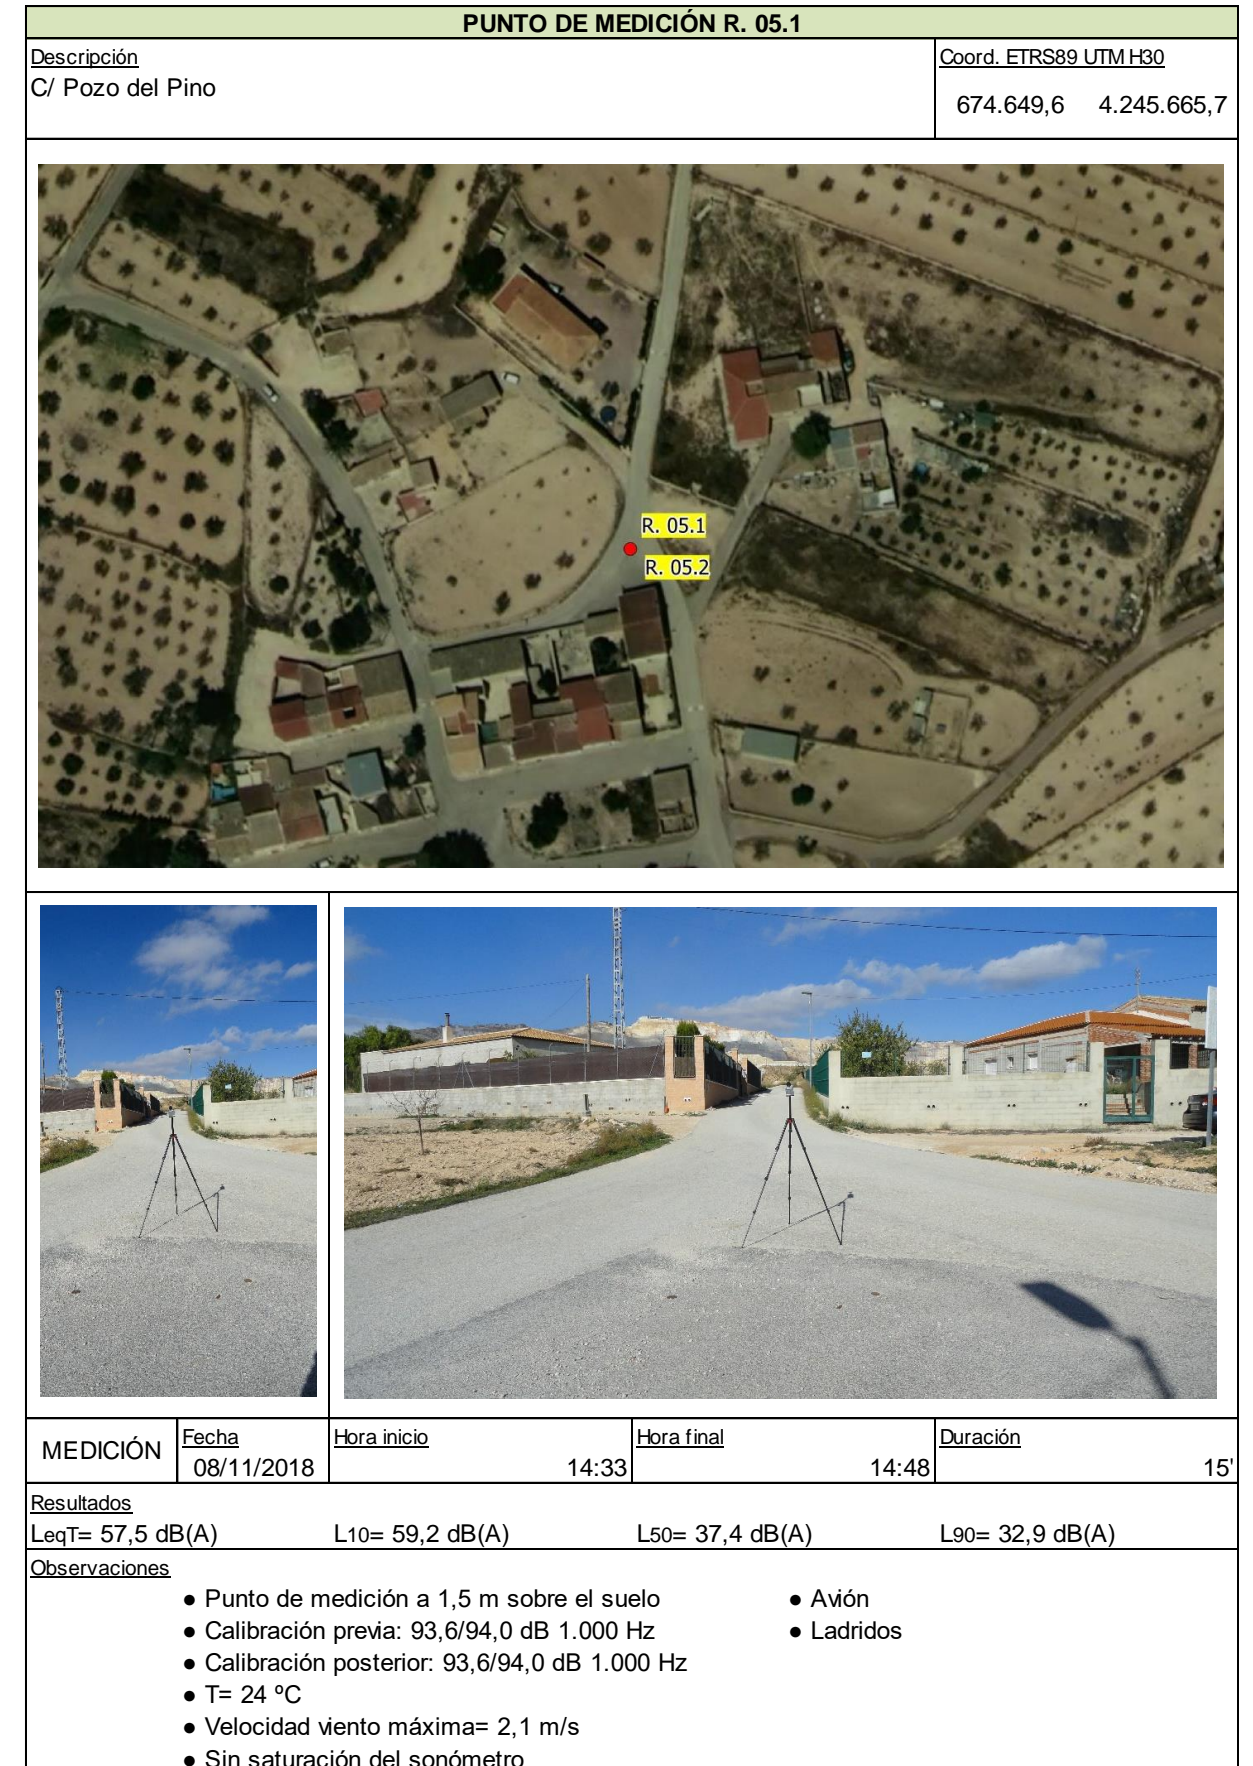 PUNTO DE MEDICIÓN R. 05.1
Descripción
C/ Pozo del Pino
Coord. ETRS89 UTM H30
674.649,6 4.245.665,7
R. 05.1
R. 05.2
MEDICIÓN
Fecha
08/11/2018
Hora inicio
14:33
Hora final
14:48
Duración
15'
Resultados
LeqT= 57,5 dB(A) L10= 59,2 dB(A) L50= 37,4 dB(A) L90= 32,9 dB(A)
Observaciones
● Punto de medición a 1,5 m sobre el suelo
● Calibración previa: 93,6/94,0 dB 1.000 Hz
● Calibración posterior: 93,6/94,0 dB 1.000 Hz
● T= 24 ºC
● Velocidad viento máxima= 2,1 m/s
● Sin saturación del sonómetro
● Avión
● Ladridos